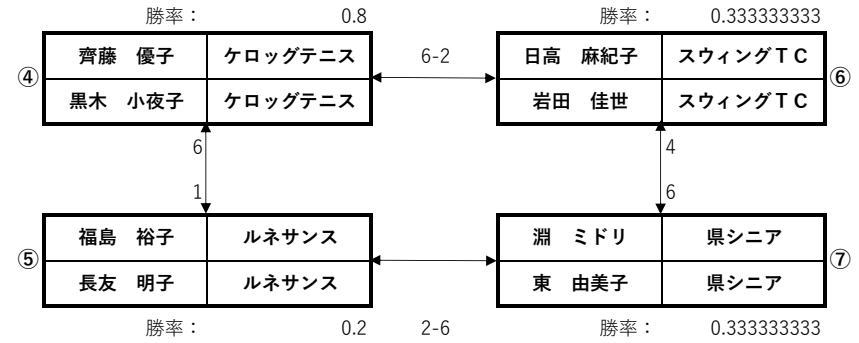 勝率： 0.8 勝率： 0.333333333
④ 齊藤　優子 ケロッグテニス 6-2 日高　麻紀子 スウィングＴＣ ⑥
黒木　小夜子 ケロッグテニス 岩田　佳世 スウィングＴＣ
6 4
1 6
⑤ 福島　裕子 ルネサンス 淵　ミドリ 県シニア ⑦
長友　明子 ルネサンス 東　由美子 県シニア
勝率： 0.2 2-6 勝率： 0.333333333